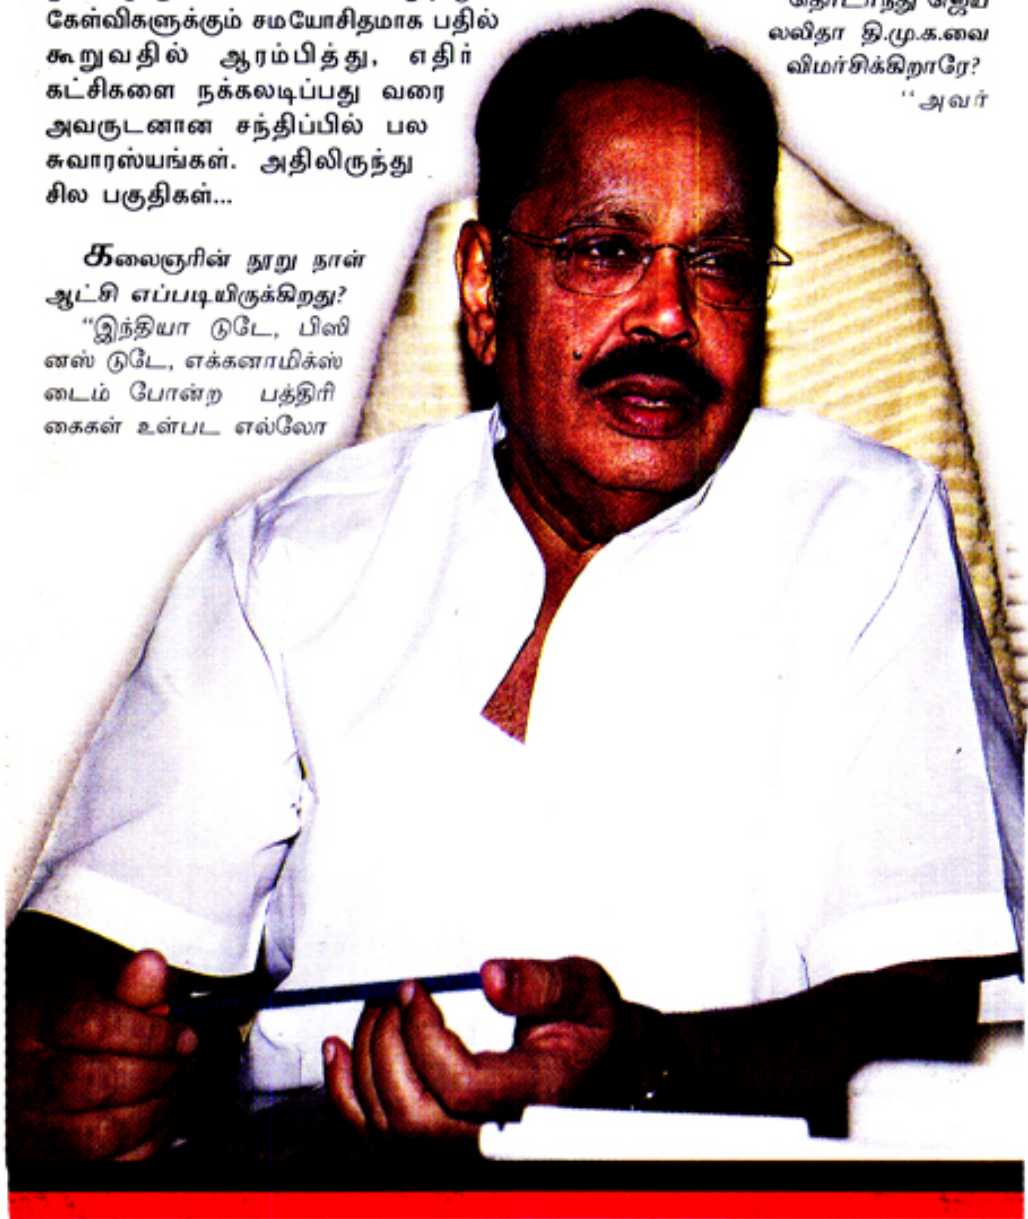 கேள்விகளுக்கும் சமயோசிதமாக பதில்
கூறுவதில் ஆரம்பித்து, எதிர்
கட்சிகளை நக்கலடிப்பது வரை
அவருடனான சந்திப்பில் பல
சுவாரஸ்யங்கள். அதிலிருந்து
சில பகுதிகள்...
கலைஞரின் நூறு நாள்
ஆட்சி எப்படியிருக்கிறது?
“இந்தியா டுடே, பிஸி
னஸ் டுடே, எக்கனாமிக்ஸ்
டைம் போன்ற பத்திரி
கைகள் உள்பட எல்லோ
தொடர்ந்து ஜெய
லலிதா தி.மு.க.வை
விமர்சிக்கிறாரே?
‘‘அவர்